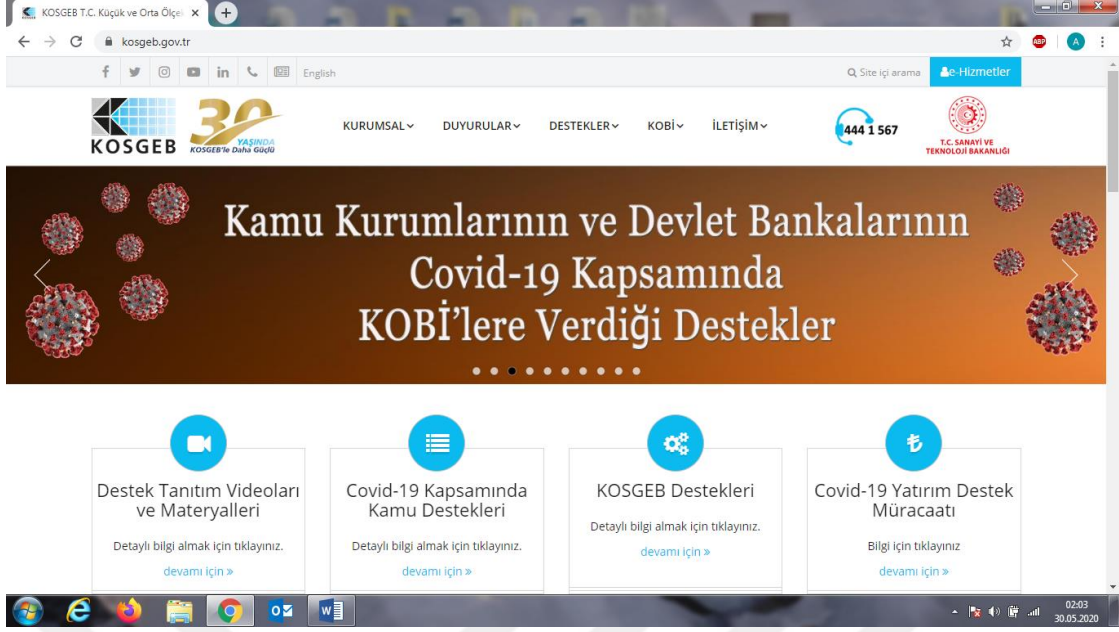 KOSGEB T.C. Küçük ve Orta Ölçe
kosgeb.gov.tr
ABP
A
English
Site içi arama
e-Hizmetler
KOSGEB
30
YAŞINDA
KOSGEB'le Daha Güçlü
KURUMSAL
DUYURULAR
DESTEKLER
KOBİ
İLETİŞİM
444 1 567
T.C. SANAYİ VE
TEKNOLOJİ BAKANLIĞI
Kamu Kurumlarının ve Devlet Bankalarının
Covid-19 Kapsamında
KOBİ'lere Verdiği Destekler
Destek Tanıtım Videoları
ve Materyalleri
Detaylı bilgi almak için tıklayınız.
devamı için »
Covid-19 Kapsamında
Kamu Destekleri
Detaylı bilgi almak için tıklayınız.
devamı için »
KOSGEB Destekleri
Detaylı bilgi almak için tıklayınız.
devamı için »
Covid-19 Yatırım Destek
Müracaatı
Bilgi için tıklayınız
devamı için »
02:03
30.05.2020